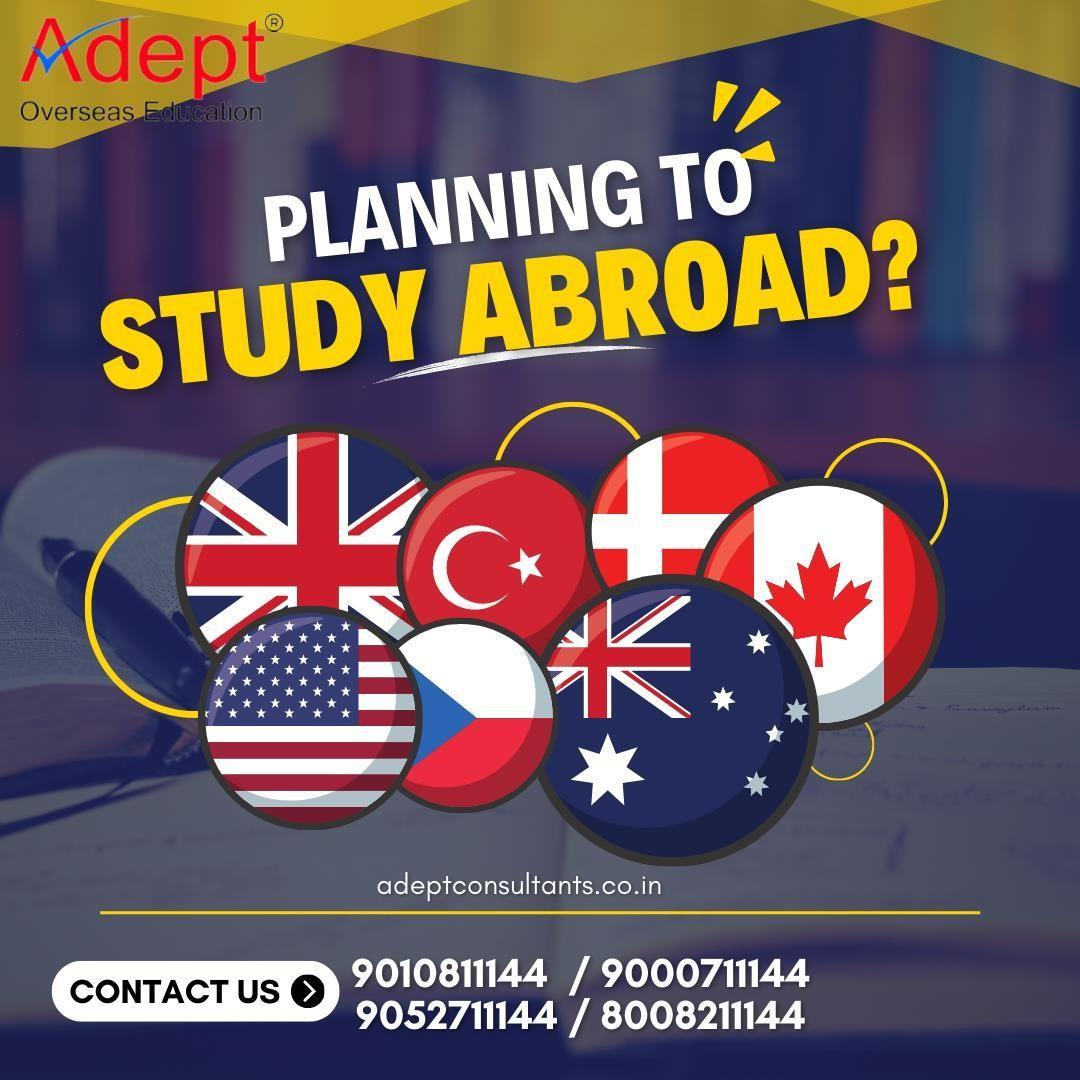 Adept®
Overseas Education
PLANNING TO
STUDY ABROAD?
adeptconsultants.co.in
CONTACT US
9010811144 / 9000711144
9052711144 / 8008211144